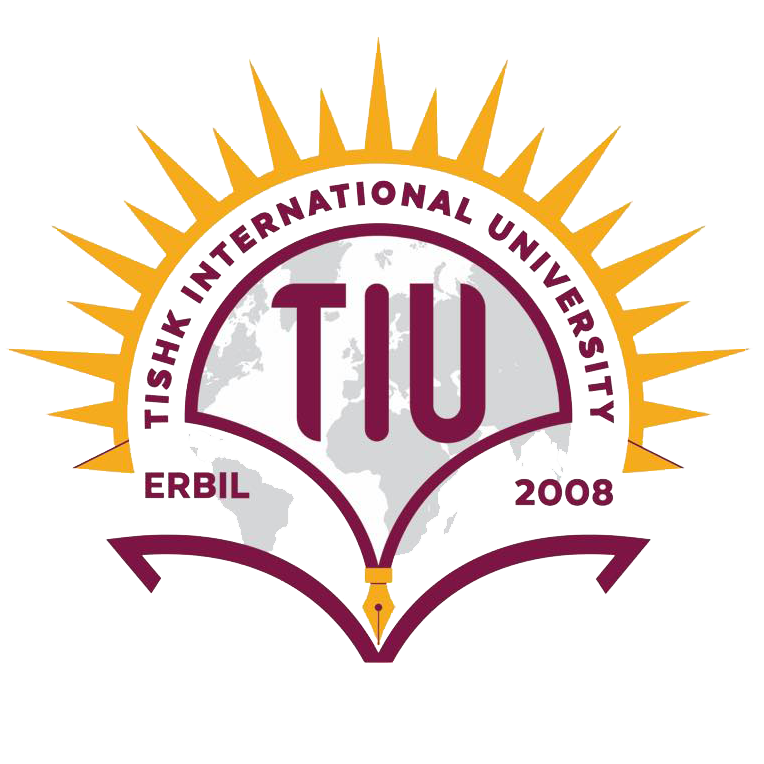 TISHK INTERNATIONAL UNIVERSITY
TIU
ERBIL
2008